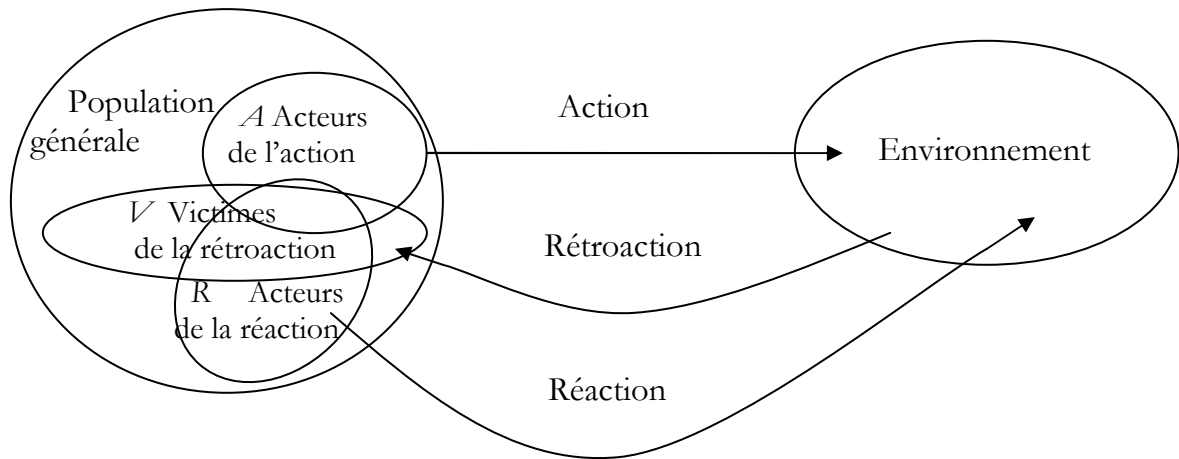 Population
générale
A Acteurs
de l’action
V Victimes
de la rétroaction
R Acteurs
de la réaction
Action
Rétroaction
Réaction
Environnement